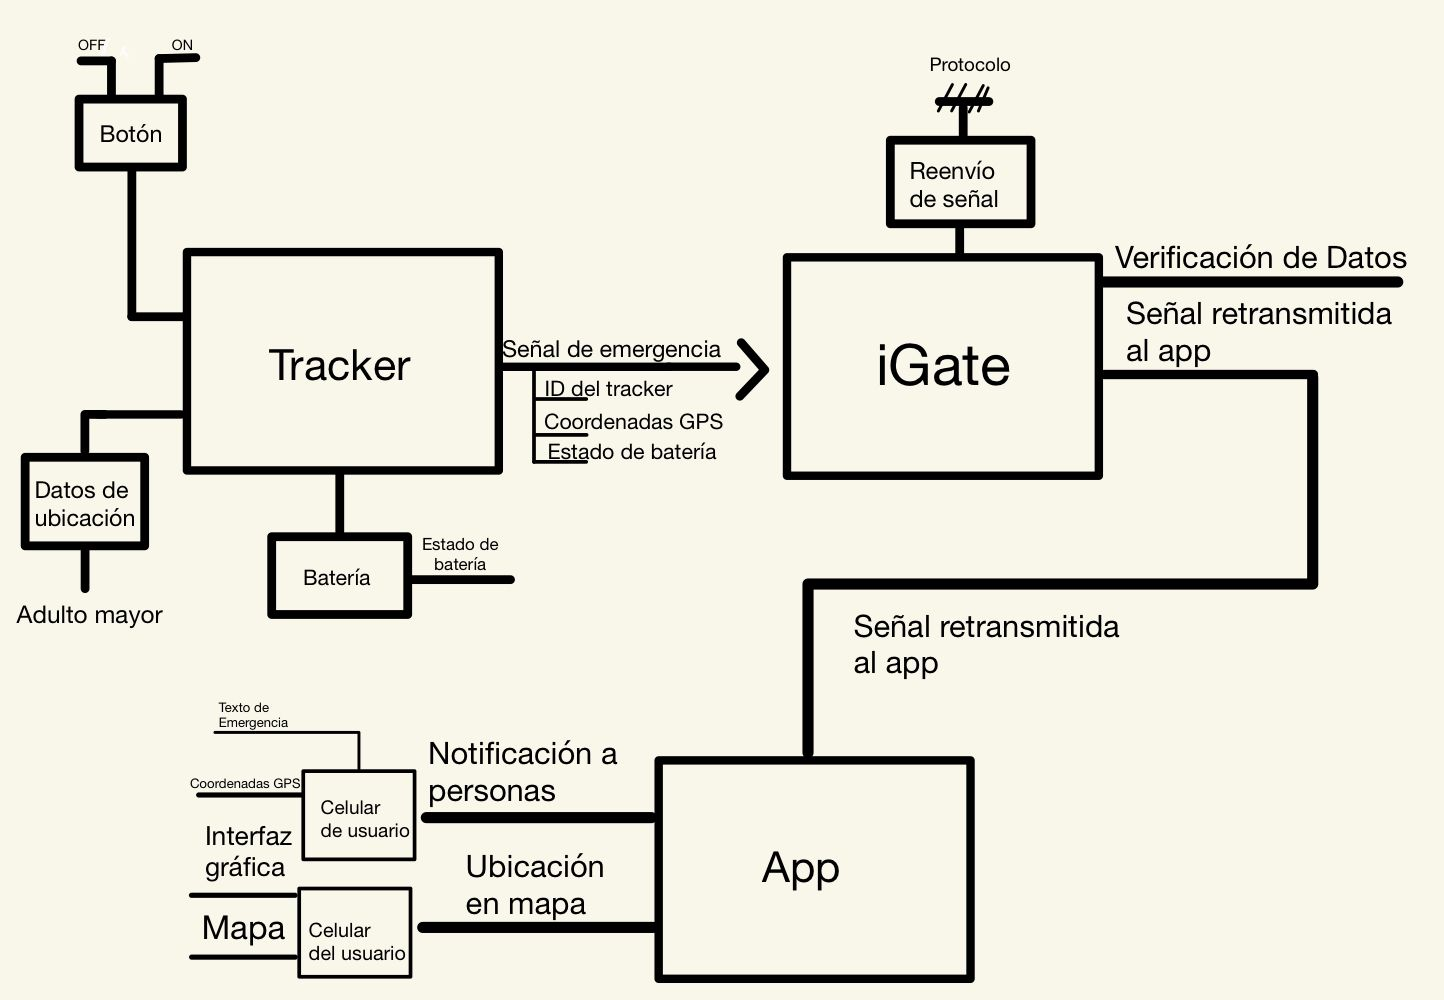 OFF
ON
Botón
Protocolo
Reenvío
de señal
Verificación de Datos
Señal retransmitida
al app
Tracker
Señal de emergencia
ID del tracker
Coordenadas GPS
Estado de batería
iGate
Datos de
ubicación
Adulto mayor
Batería
Estado de
batería
Señal retransmitida
al app
Texto de
Emergencia
Coordenadas GPS
Celular
de usuario
Notificación a
personas
Interfaz
gráfica
Mapa
Celular
del usuario
Ubicación
en mapa
App